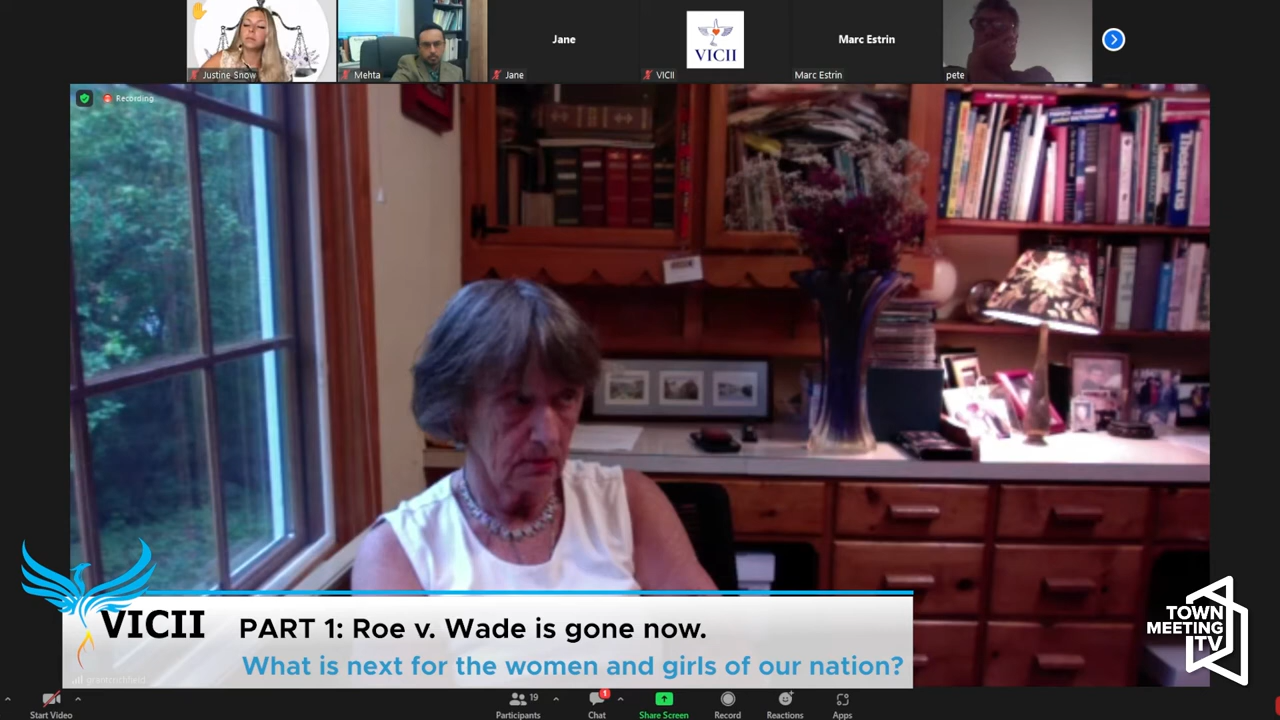 Justine Snow
Mehta
Jane
Jane
VICII
VICII
Marc Estrin
Marc Estrin
pete
Recording
Thesaurus
VICII
PART 1: Roe v. Wade is gone now.
What is next for the women and girls of our nation?
TOWN
MEETING
TV
Start Video
Participants
19
Chat
1
Share Screen
Record
Reactions
Apps